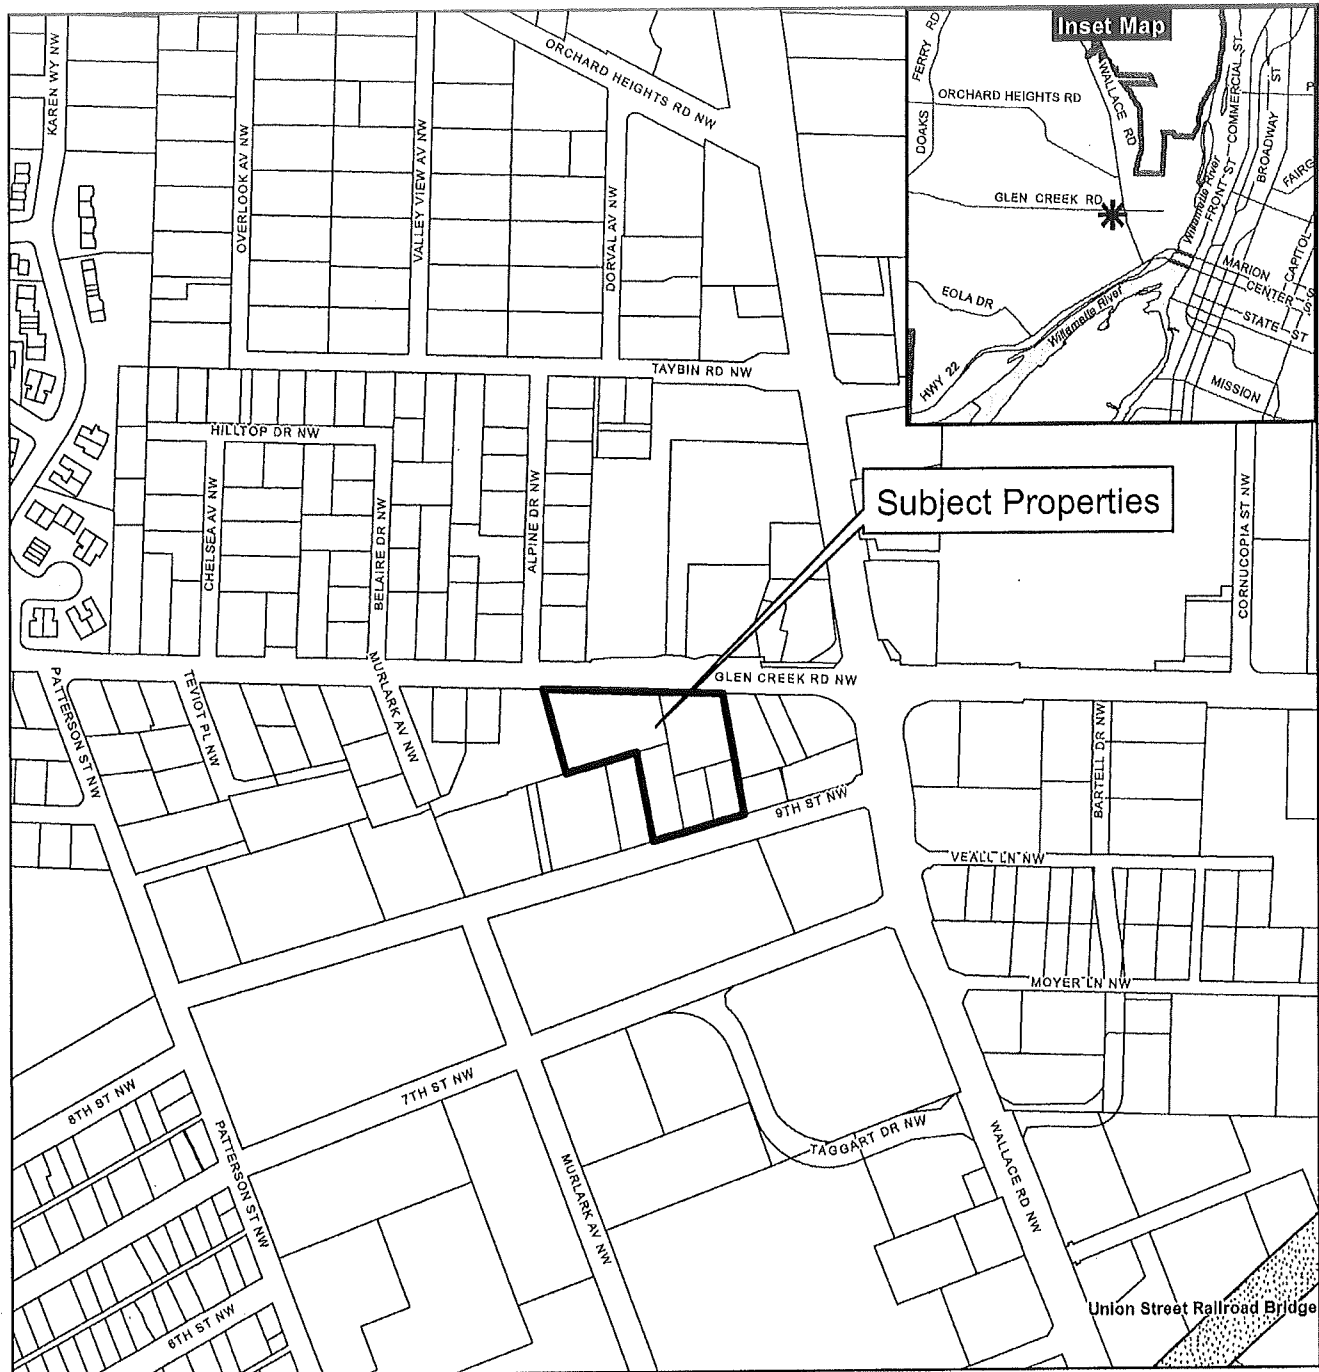 KAREN WY NW
OVERLOOK AV NW
VALLEY VIEW AV NW
ORCHARD HEIGHTS RD NW
DORVAL AV NW
Inset Map
FERRY RD
DOAKS
ORCHARD HEIGHTS RD
WALLACE RD
COMMERCIAL ST
ST
BROADWAY
P
FAIRG
GLEN CREEK RD
Willamette River
FRONT ST
CAPITOL
MARION
CENTER S
S
STATE ST
EOLA DR
Willamette River
HWY 22
MISSION
TAYBIN RD NW
HILLTOP DR NW
CHELSEA AV NW
BELAIRE DR NW
ALPINE DR NW
Subject Properties
CORNUCOPIA ST NW
GLEN CREEK RD NW
PATTERSON ST NW
TEVIOT PL NW
MURLARK AV NW
BARTELL DR NW
9TH ST NW
VEALL LN NW
MOYER LN NW
8TH ST NW
7TH ST NW
PATTERSON ST NW
MURLARK AV NW
TAGGART DR NW
WALLACE RD NW
6TH ST NW
Union Street Railroad Bridge